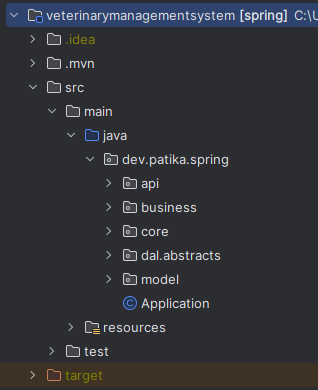 veterinarymanagementsystem [spring] C:\U
.idea
.mvn
src
main
java
dev.patika.spring
api
business
core
dal.abstracts
model
Application
resources
test
target